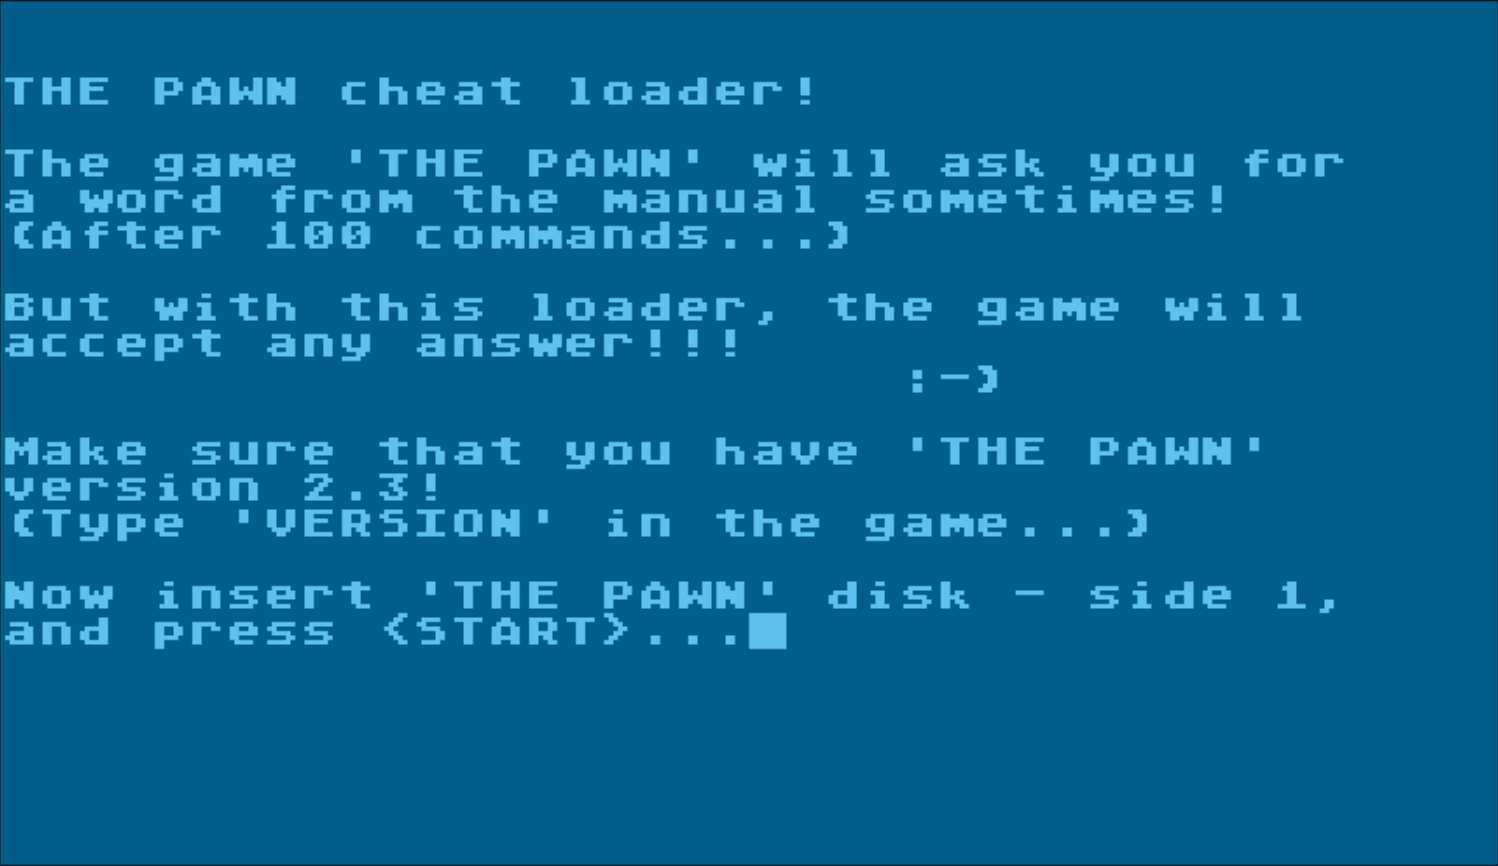 THE PAWN cheat loader!
The game 'THE PAWN' will ask you for
a word from the manual sometimes!
(After 100 commands...)
But with this loader, the game will
accept any answer!!!
:-)
Make sure that you have 'THE PAWN'
version 2.3!
(Type 'VERSION' in the game...)
Now insert 'THE PAWN' disk - side 1,
and press <START>...